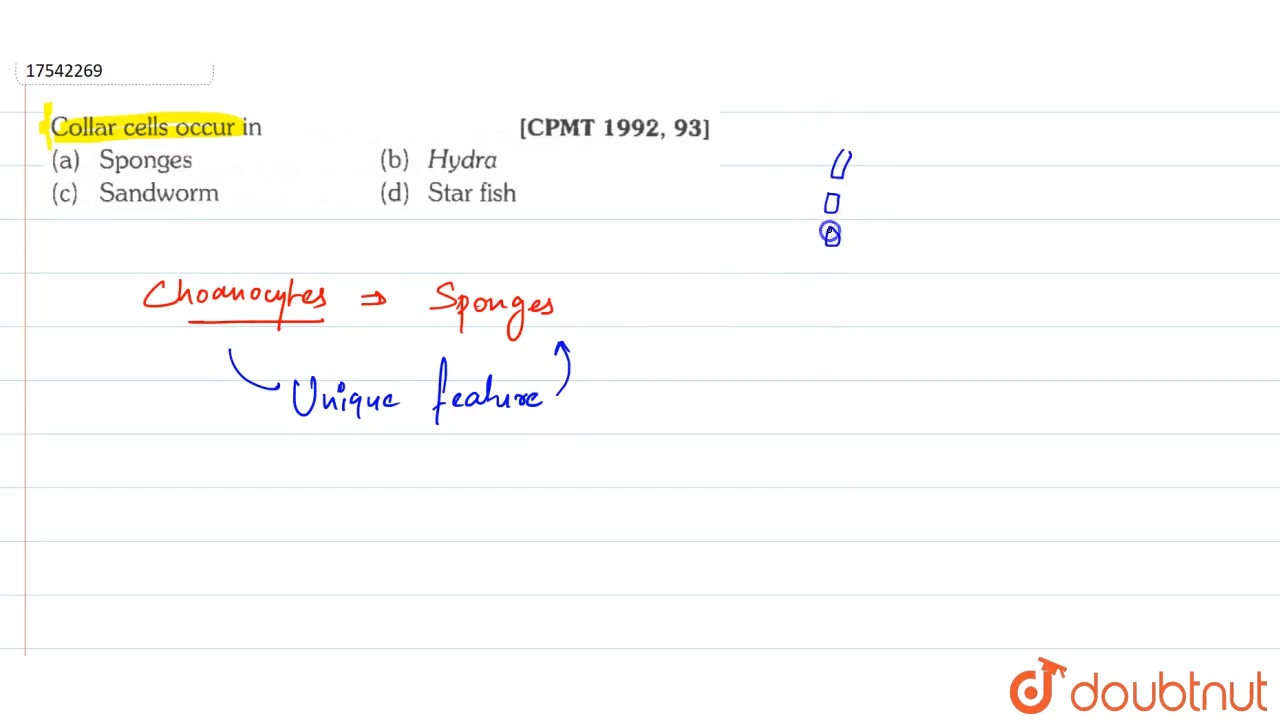 17542269
Collar cells occur in [CPMT 1992, 93]
(a) Sponges (b) Hydra
(c) Sandworm (d) Star fish
Choanocytes ⇒ Sponges
Unique feature
doubtnut